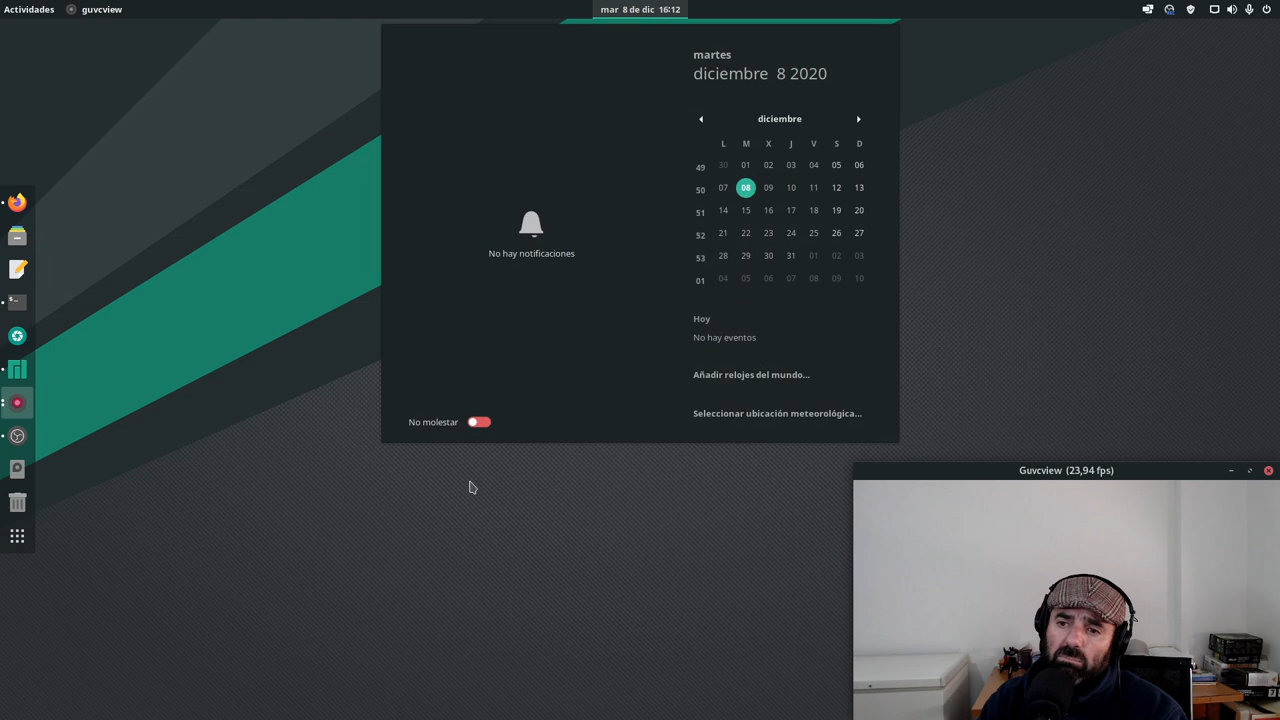 Actividades guvcview mar 8 de dic 16:12
martes
diciembre 8 2020
diciembre
L M X J V S D
49 30 01 02 03 04 05 06
50 07 08 09 10 11 12 13
51 14 15 16 17 18 19 20
52 21 22 23 24 25 26 27
53 28 29 30 31 01 02 03
01 04 05 06 07 08 09 10
No hay notificaciones
Hoy
No hay eventos
Añadir relojes del mundo...
Seleccionar ubicación meteorológica...
No molestar
Guvcview (23,94 fps)